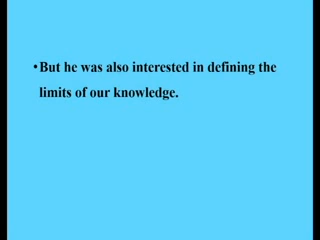 •But he was also interested in defining the
limits of our knowledge.